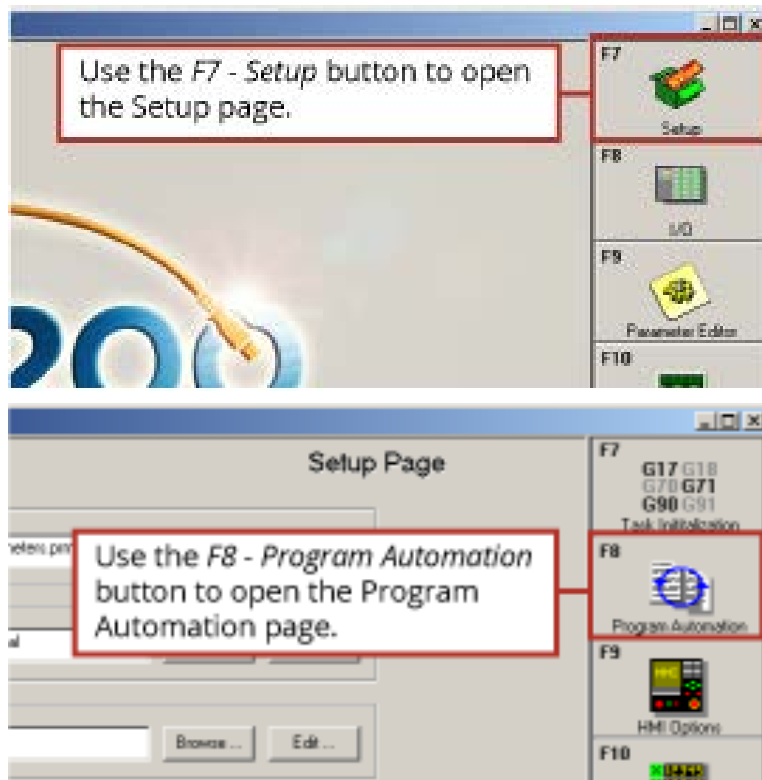 F7
Use the F7 - Setup button to open
the Setup page.
Setup
F8
I/O
F9
Parameter Editor
F10
200
Setup Page
F7
G17 G18
G70 G71
G90 G91
Task Initialization
F8
Use the F8 - Program Automation
button to open the Program
Automation page.
Program Automation
F9
HMI Options
Browse ... Edit ...
F10